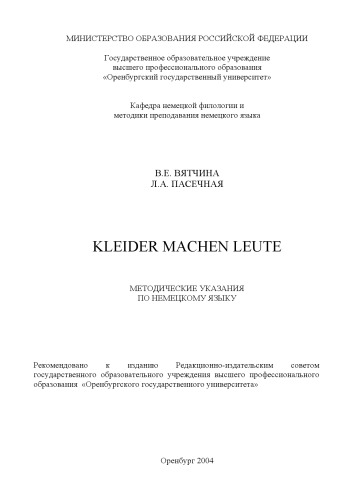 МИНИСТЕРСТВО ОБРАЗОВАНИЯ РОССИЙСКОЙ ФЕДЕРАЦИИ
Государственное образовательное учреждение
высшего профессионального образования
«Оренбургский государственный университет»
Кафедра немецкой филологии и
методики преподавания немецкого языка
В.Е. ВЯТЧИНА
Л.А. ПАСЕЧНАЯ
KLEIDER MACHEN LEUTE
МЕТОДИЧЕСКИЕ УКАЗАНИЯ
ПО НЕМЕЦКОМУ ЯЗЫКУ
Рекомендовано к изданию Редакционно-издательским советом
государственного образовательного учреждения высшего профессионального
образования «Оренбургского государственного университета»
Оренбург 2004